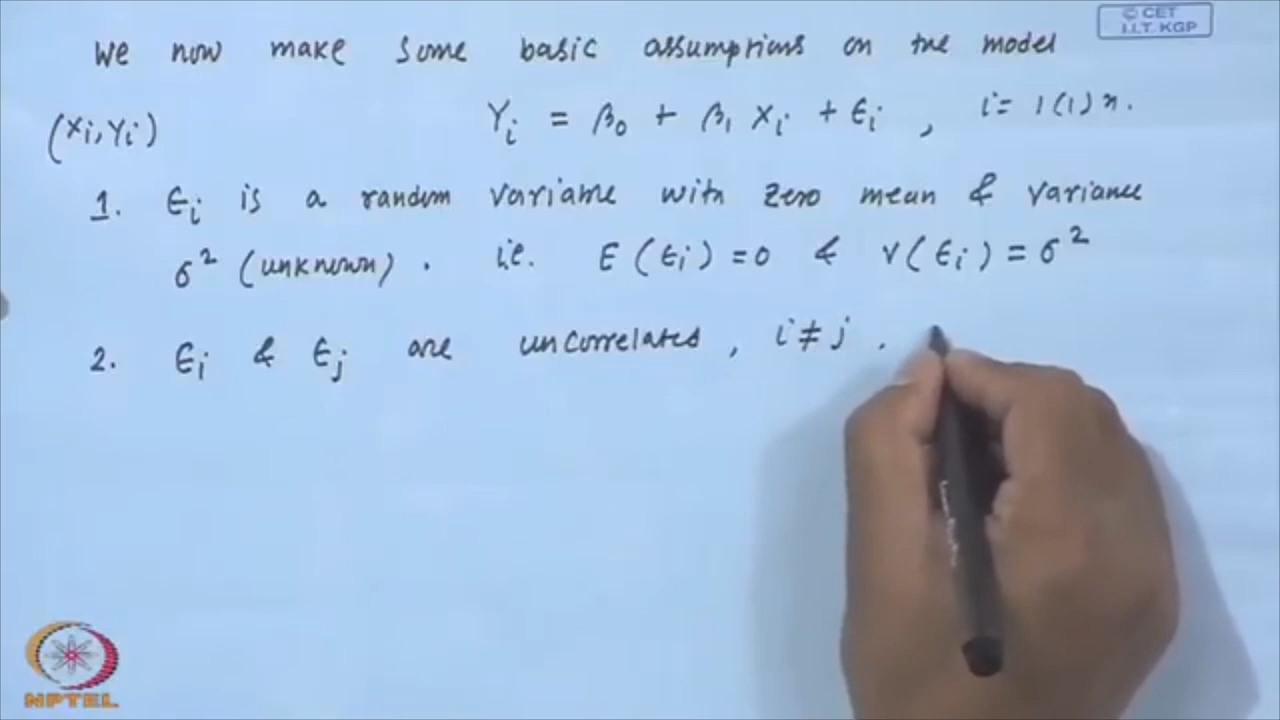 © CET
I.I.T. KGP
We now make some basic assumptions on the model
(Xi, Yi) Yi = β0 + β1 Xi + ϵi , i = 1(1) n.
1. ϵi is a random variable with zero mean & variance
σ² (unknown) . i.e. E (ϵi) = 0 & V(ϵi) = σ²
2. ϵi & ϵj are uncorrelated , i ≠ j .
NPTEL